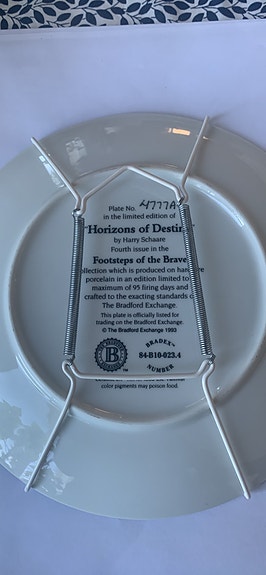 Plate No. 4777A
in the limited edition of
"Horizons of Destin
by Harry Schaare
Fourth issue in the
Footsteps of the Brave
ollection which is produced on han re
porcelain in an edition limited to
maximum of 95 firing days and
crafted to the exacting standards o
The Bradford Exchange.
This plate is officially listed for
trading on the Bradford Exchange.
© The Bradford Exchange 1993
B
TM
BRADEX™
84-B10-023.4
NUMBER
color pigments may poison food.